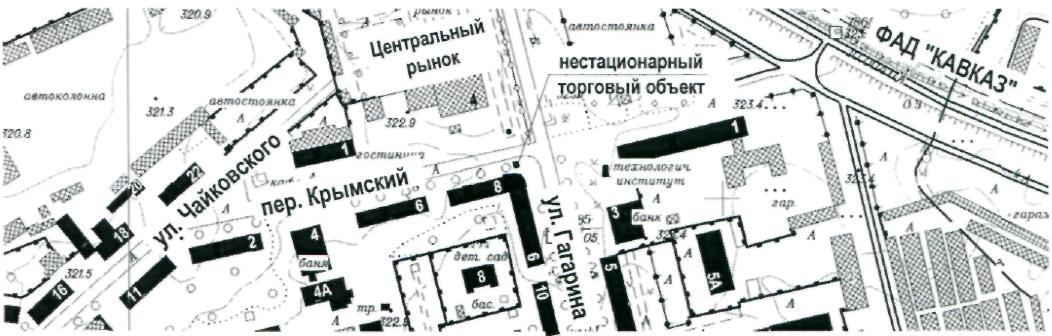 320.9
рынок
А
Центральный
рынок
автостоянка
ФАД "КАВКАЗ"
нестационарный
торговый объект
автоколонна
321.3
автостоянка
А
4
А
323.4
320.8
322.9
1
гостиница
1
технологич.
институт
ул. Чайковского
пер. Крымский
20
22
8
6
ул. Гагарина
3
банк
гар.
гараж
18
2
4
баня
дет. сад
8
бас.
6
5
5А
321.5
16
11
4А
тр.
322.9
10
А
А